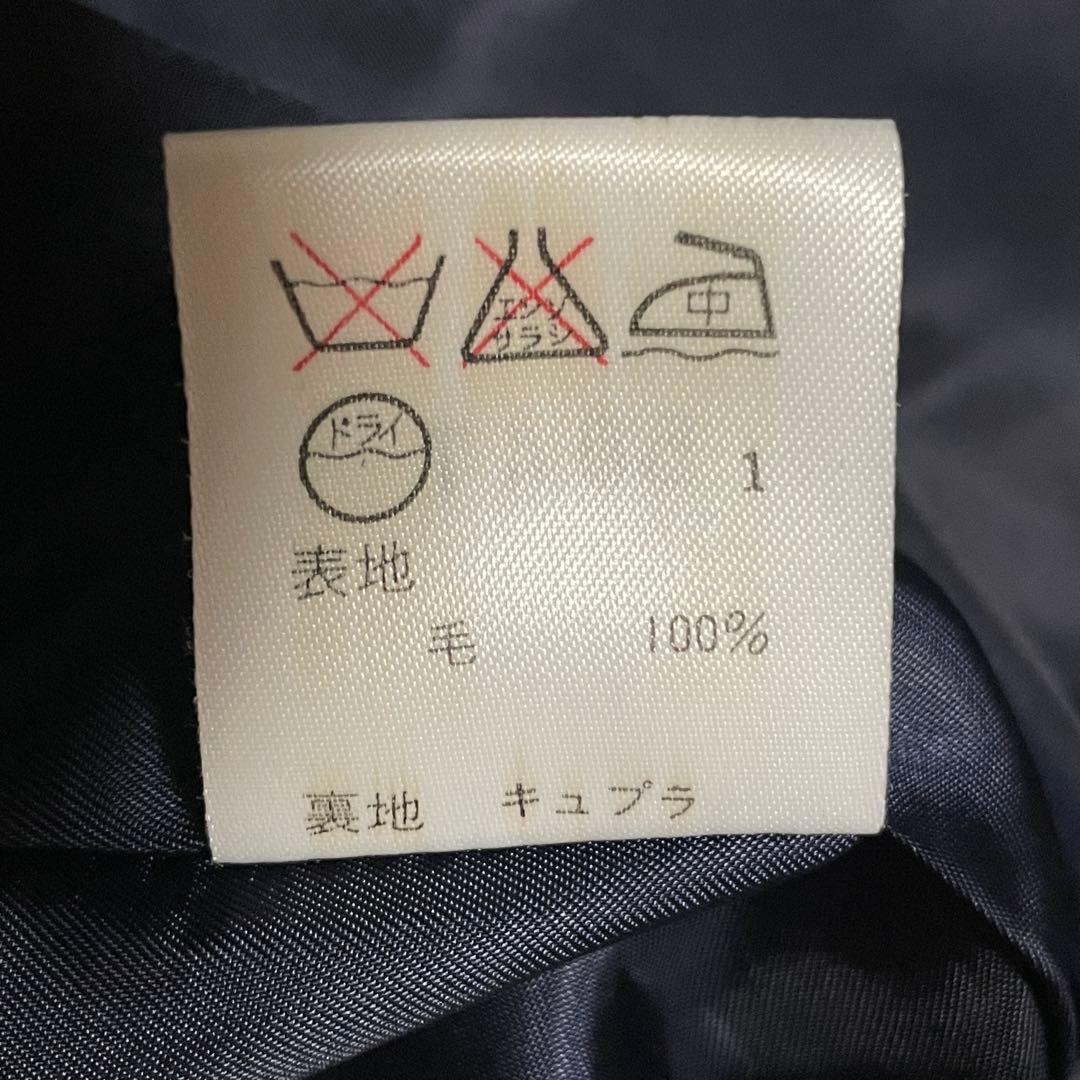 エンソ
サラシ
中
ドライ
1
表地
毛 100%
裏地 キュプラ